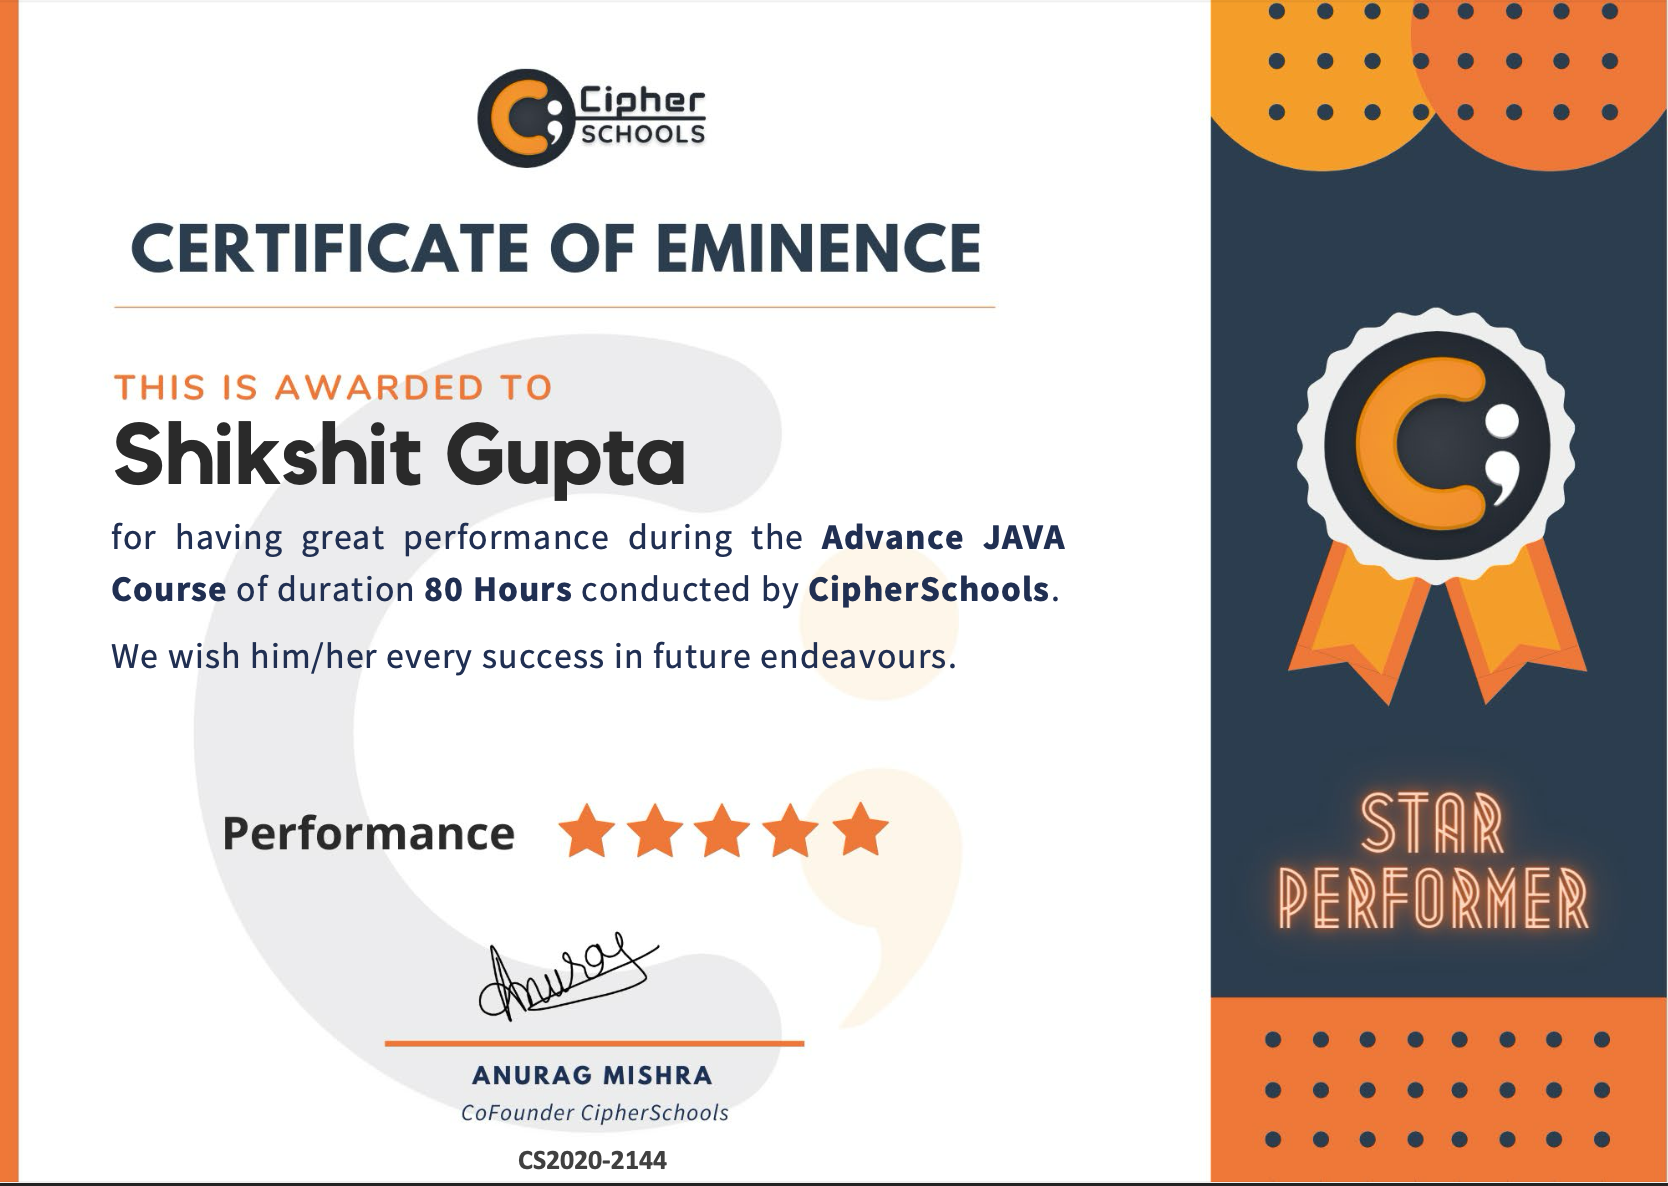 Cipher
SCHOOLS
CERTIFICATE OF EMINENCE
THIS IS AWARDED TO
Shikshit Gupta
for having great performance during the Advance JAVA
Course of duration 80 Hours conducted by CipherSchools.
We wish him/her every success in future endeavours.
Performance
Anurag
ANURAG MISHRA
CoFounder CipherSchools
CS2020-2144
STAR
PERFORMER